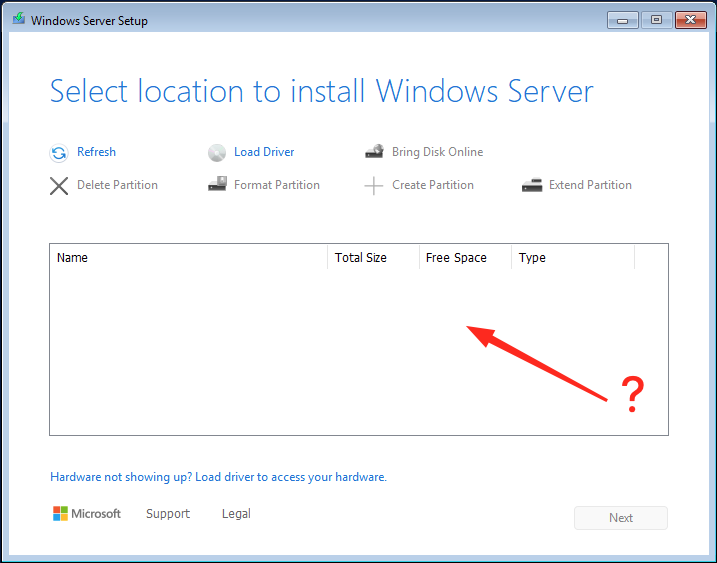 Windows Server Setup
Select location to install Windows Server
Refresh Load Driver Bring Disk Online
Delete Partition Format Partition Create Partition Extend Partition
Name Total Size Free Space Type
?
Hardware not showing up? Load driver to access your hardware.
Microsoft Support Legal
Next